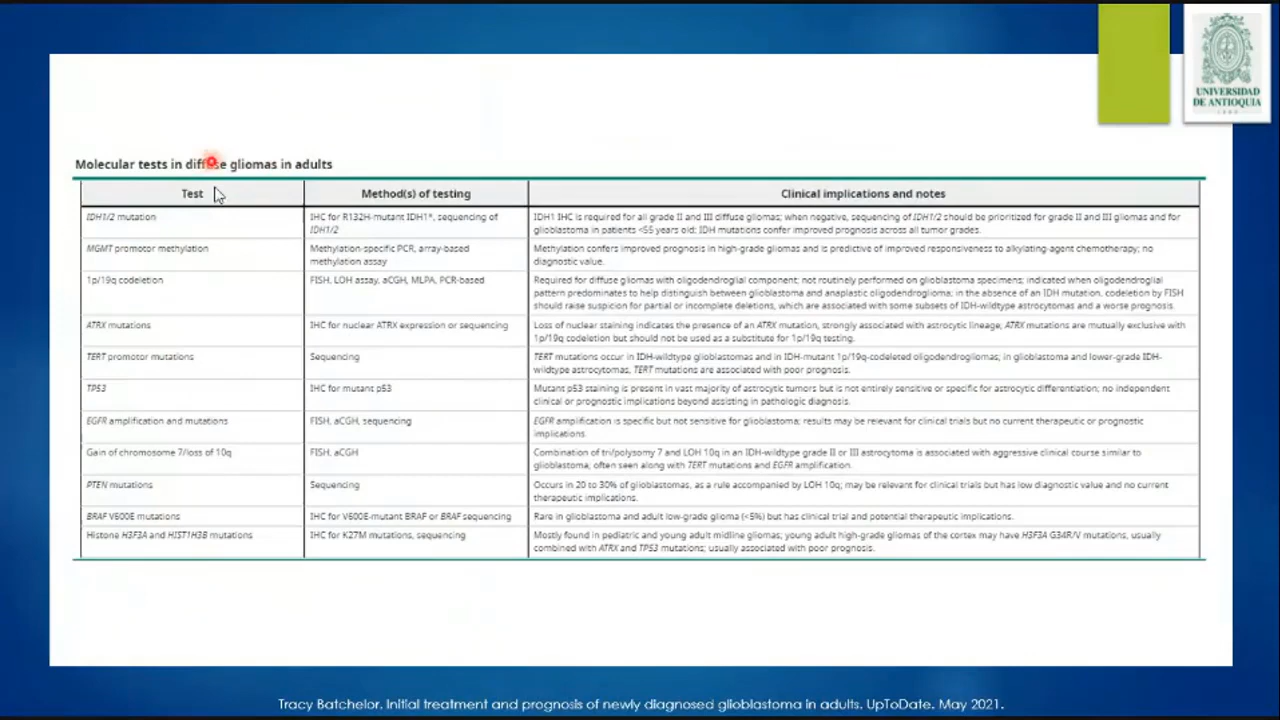 UNIVERSIDAD
DE ANTIOQUIA
Molecular tests in diffuse gliomas in adults
Test Method(s) of testing Clinical implications and notes
IDH1/2 mutation IHC for R132H-mutant IDH1*, sequencing of IDH1 IHC is required for all grade II and III diffuse gliomas; when negative, sequencing of IDH1/2 should be prioritized for grade II and III gliomas and for
IDH1/2 glioblastoma in patients <55 years old; IDH mutations confer improved prognosis across all tumor grades.
MGMT promotor methylation Methylation-specific PCR, array-based Methylation confers improved prognosis in high-grade gliomas and is predictive of improved responsiveness to alkylating-agent chemotherapy; no
methylation assay diagnostic value.
1p/19q codeletion FISH, LOH assay, aCGH, MLPA, PCR-based Required for diffuse gliomas with oligodendroglial component; not routinely performed on glioblastoma specimens; indicated when oligodendroglial
pattern predominates to help distinguish between glioblastoma and anaplastic oligodendroglioma; in the absence of an IDH mutation, codeletion by FISH
should raise suspicion for partial or incomplete deletions, which are associated with some subsets of IDH-wildtype astrocytomas and a worse prognosis
ATRX mutations IHC for nuclear ATRX expression or sequencing Loss of nuclear staining indicates the presence of an ATRX mutation, strongly associated with astrocytic lineage; ATRX mutations are mutually exclusive with
1p/19q codeletion but should not be used as a substitute for 1p/19q testing.
TERT promotor mutations Sequencing TERT mutations occur in IDH-wildtype glioblastomas and in IDH-mutant 1p/19q-codeleted oligodendrogliomas; in glioblastoma and lower-grade IDH-
wildtype astrocytomas, TERT mutations are associated with poor prognosis.
TP53 IHC for mutant p53 Mutant p53 staining is present in vast majority of astrocytic tumors but is not entirely sensitive or specific for astrocytic differentiation; no independent
clinical or prognostic implications beyond assisting in pathologic diagnosis.
EGFR amplification and mutations FISH, aCGH, sequencing EGFR amplification is specific but not sensitive for glioblastoma; results may be relevant for clinical trials but no current therapeutic or prognostic
implications.
Gain of chromosome 7/loss of 10q FISH, aCGH Combination of tri/polysomy 7 and LOH 10q in an IDH-wildtype grade II or III astrocytoma is associated with aggressive clinical course similar to
glioblastoma; often seen along with TERT mutations and EGFR amplification.
PTEN mutations Sequencing Occurs in 20 to 30% of glioblastomas, as a rule accompanied by LOH 10q; may be relevant for clinical trials but has low diagnostic value and no current
therapeutic implications.
BRAF V600E mutations IHC for V600E-mutant BRAF or BRAF sequencing Rare in glioblastoma and adult low-grade glioma (<5%) but has clinical trial and potential therapeutic implications.
Histone H3F3A and HIST1H3B mutations IHC for K27M mutations, sequencing Mostly found in pediatric and young adult midline gliomas; young adult high-grade gliomas of the cortex may have H3F3A G34R/V mutations, usually
combined with ATRX and TP53 mutations; usually associated with poor prognosis.
Tracy Batchelor. Initial treatment and prognosis of newly diagnosed glioblastoma in adults. UpToDate. May 2021.